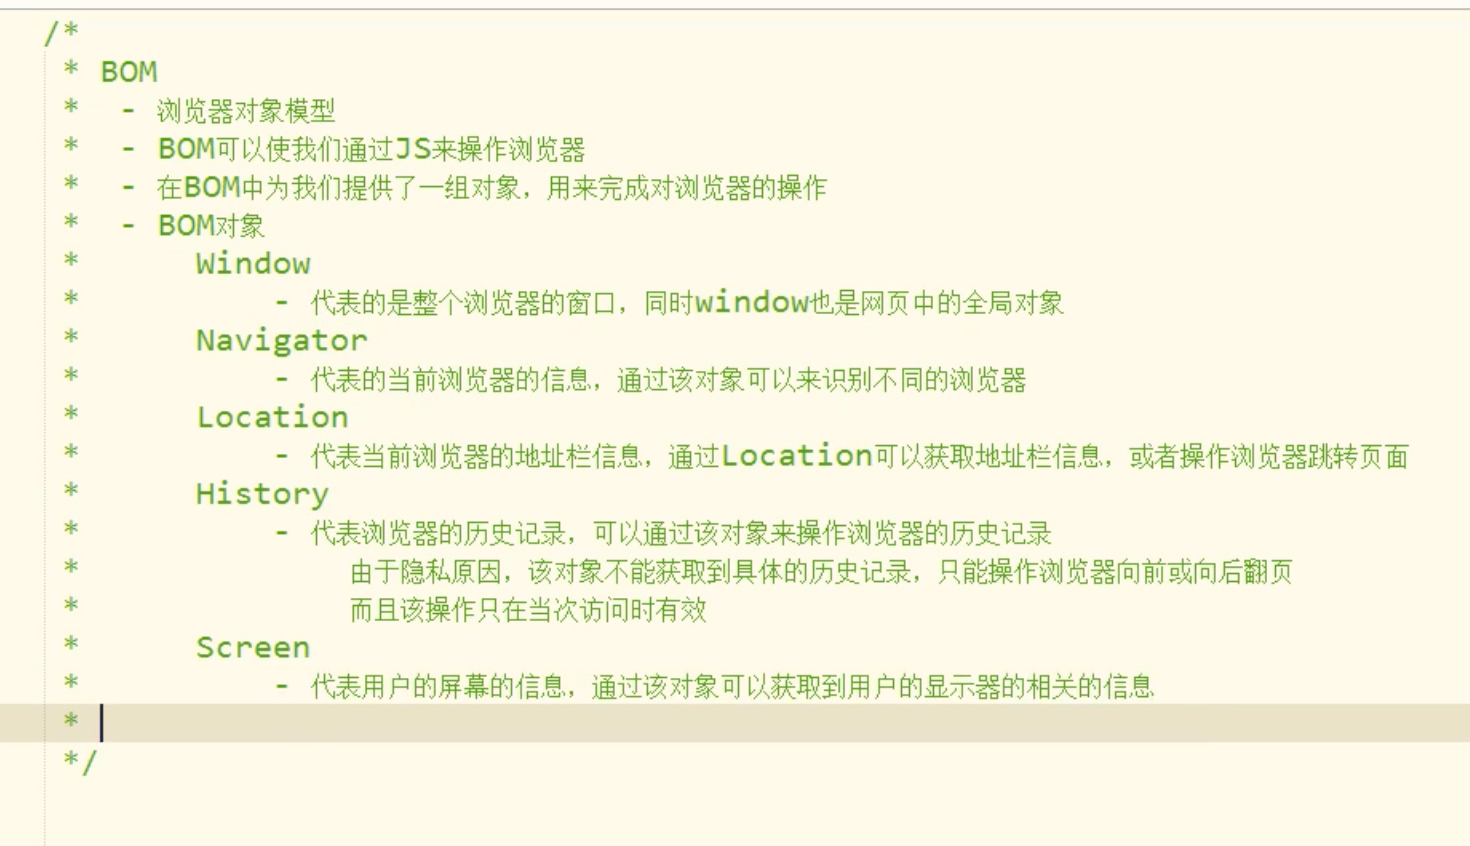 /*
* BOM
* - 浏览器对象模型
* - BOM可以使我们通过JS来操作浏览器
* - 在BOM中为我们提供了一组对象，用来完成对浏览器的操作
* - BOM对象
* Window
* - 代表的是整个浏览器的窗口，同时window也是网页中的全局对象
* Navigator
* - 代表的当前浏览器的信息，通过该对象可以来识别不同的浏览器
* Location
* - 代表当前浏览器的地址栏信息，通过Location可以获取地址栏信息，或者操作浏览器跳转页面
* History
* - 代表浏览器的历史记录，可以通过该对象来操作浏览器的历史记录
* 由于隐私原因，该对象不能获取到具体的历史记录，只能操作浏览器向前或向后翻页
* 而且该操作只在当次访问时有效
* Screen
* - 代表用户的屏幕的信息，通过该对象可以获取到用户的显示器的相关的信息
*
*/